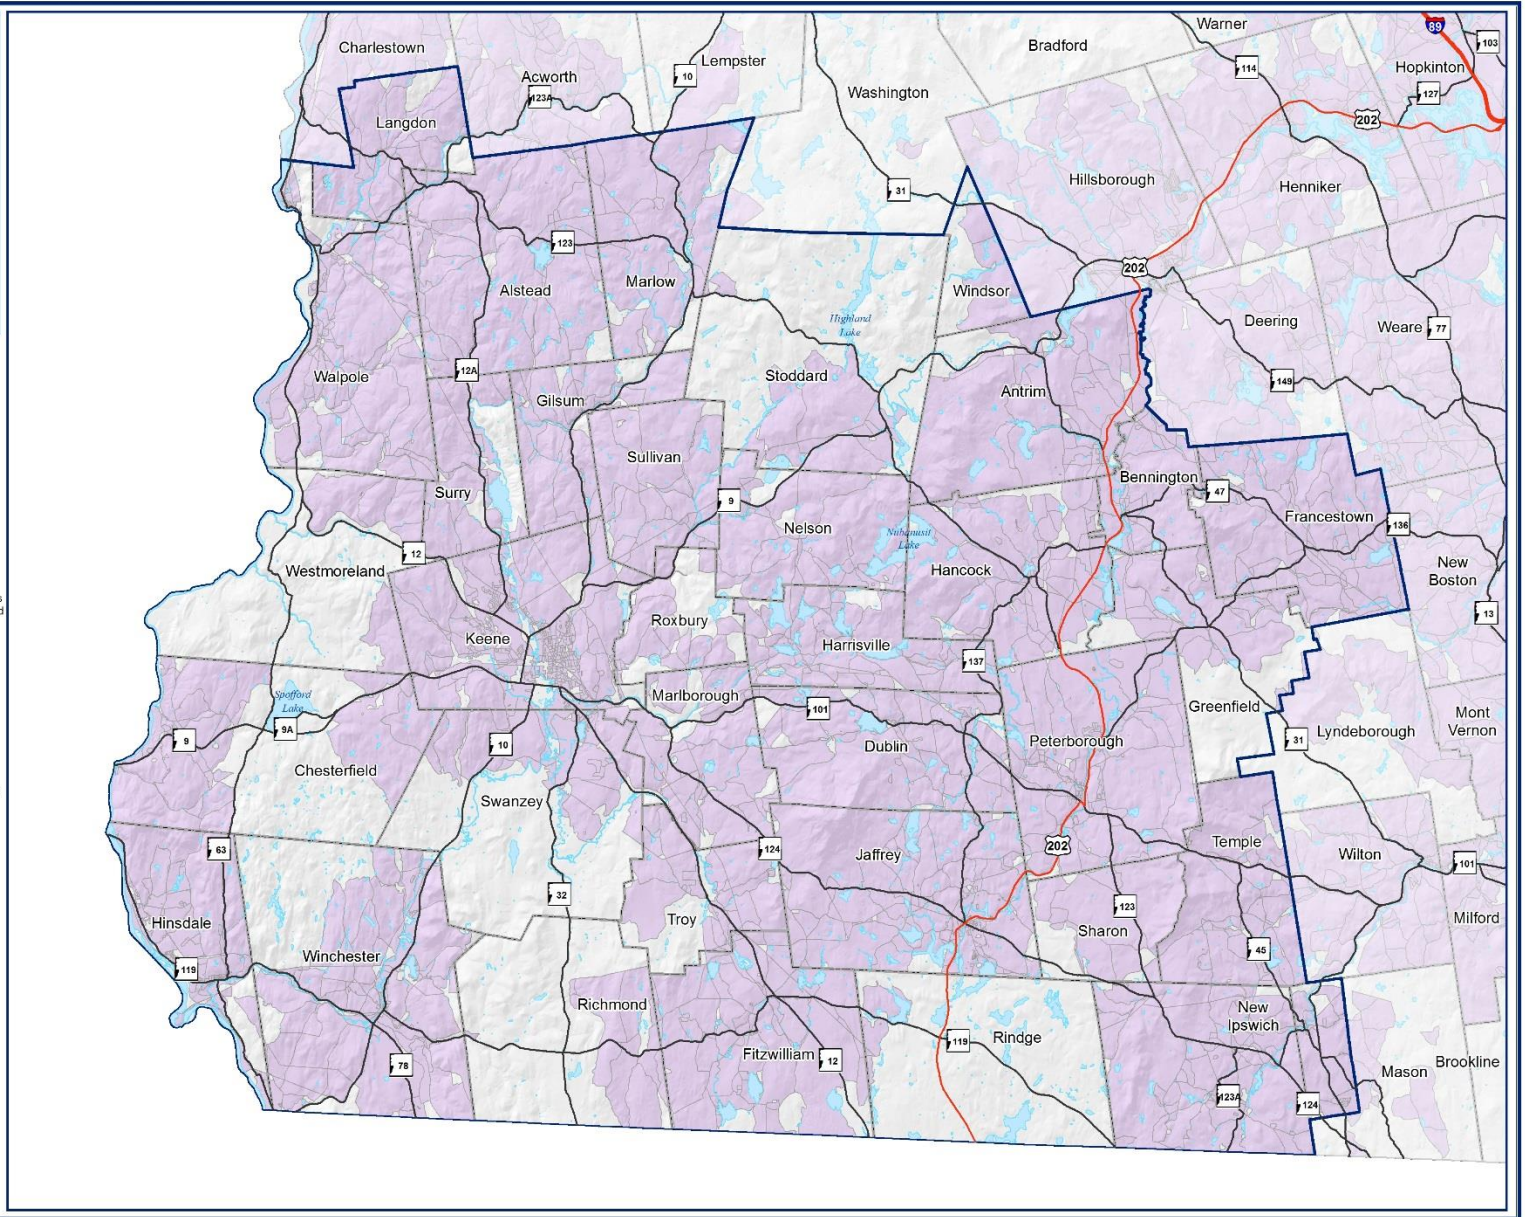 Warner
89
103
Charlestown
Bradford
Lempster
Acworth
10
114
Hopkinton
123A
Washington
127
Langdon
202
31
Hillsborough
Henniker
123
202
Alstead
Marlow
Windsor
Highland
Lake
Deering
Weare
77
Walpole
12A
Stoddard
149
Gilsum
Antrim
Sullivan
Bennington
Surry
47
9
Francestown
Nelson
136
Nubanusit
Lake
12
Westmoreland
Hancock
New
Boston
s
d
13
Roxbury
Keene
Harrisville
137
Spofford
Lake
Marlborough
101
Greenfield
Mont
Vernon
9
9A
10
Dublin
Peterborough
31
Lyndeborough
Chesterfield
Swanzey
63
124
202
Jaffrey
Temple
Wilton
101
32
123
Hinsdale
Troy
Sharon
Milford
119
Winchester
45
Richmond
New
Ipswich
119
Rindge
78
Fitzwilliam
12
Mason
Brookline
123A
124